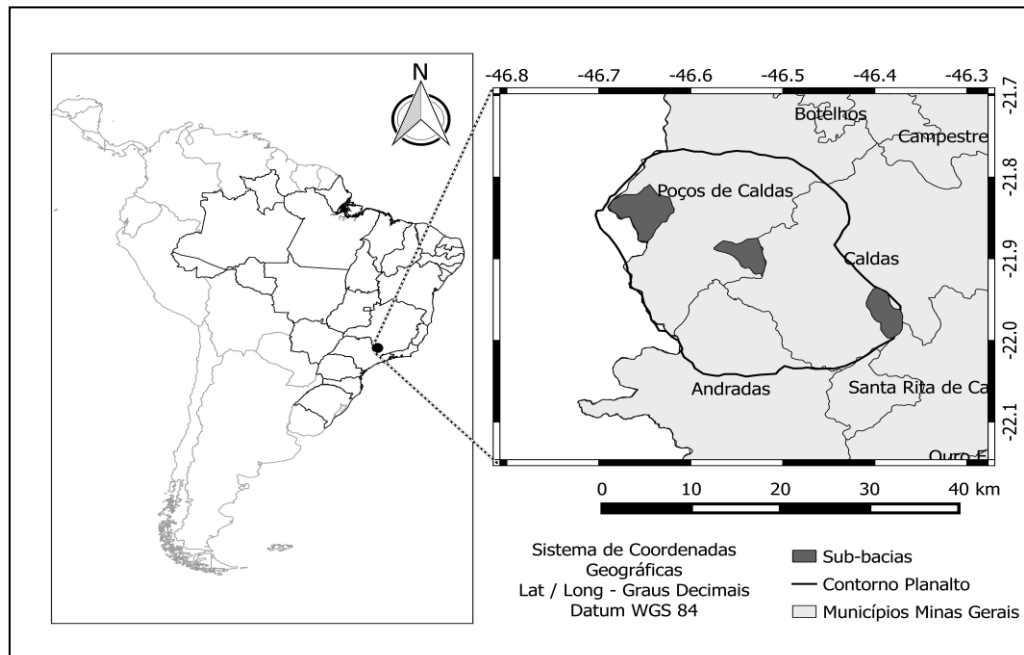 N
-46.8 -46.7 -46.6 -46.5 -46.4 -46.3
-21.7
-21.8
-21.9
-22.0
-22.1
Botelhos
Campestre
Poços de Caldas
Caldas
Andradas
Santa Rita de Ca
Ouro F
0 10 20 30 40 km
Sistema de Coordenadas
Geográficas
Lat / Long - Graus Decimais
Datum WGS 84
Sub-bacias
Contorno Planalto
Municípios Minas Gerais